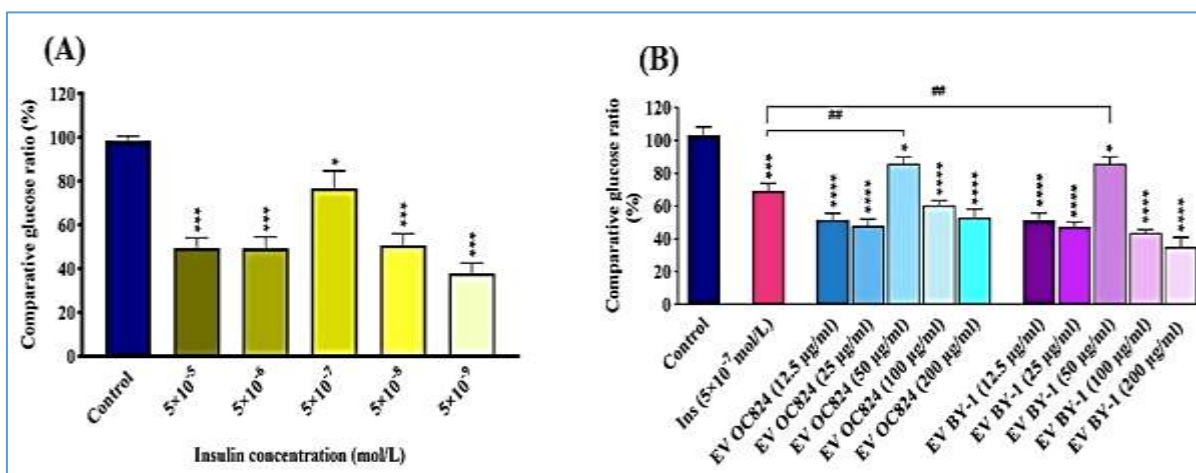 (A)
Comparative glucose ratio (%)
120
100
80
60
40
20
0
***
***
*
***
***
Control
5×10⁻⁵
5×10⁻⁶
5×10⁻⁷
5×10⁻⁸
5×10⁻⁹
Insulin concentration (mol/L)
(B)
Comparative glucose ratio
(%)
120
100
80
60
40
20
0
##
##
***
****
****
*
****
****
****
****
*
****
****
Control
Ins (5×10⁻⁷ mol/L)
EV OC824 (12.5 µg/ml)
EV OC824 (25 µg/ml)
EV OC824 (50 µg/ml)
EV OC824 (100 µg/ml)
EV OC824 (200 µg/ml)
EV BY-1 (12.5 µg/ml)
EV BY-1 (25 µg/ml)
EV BY-1 (50 µg/ml)
EV BY-1 (100 µg/ml)
EV BY-1 (200 µg/ml)